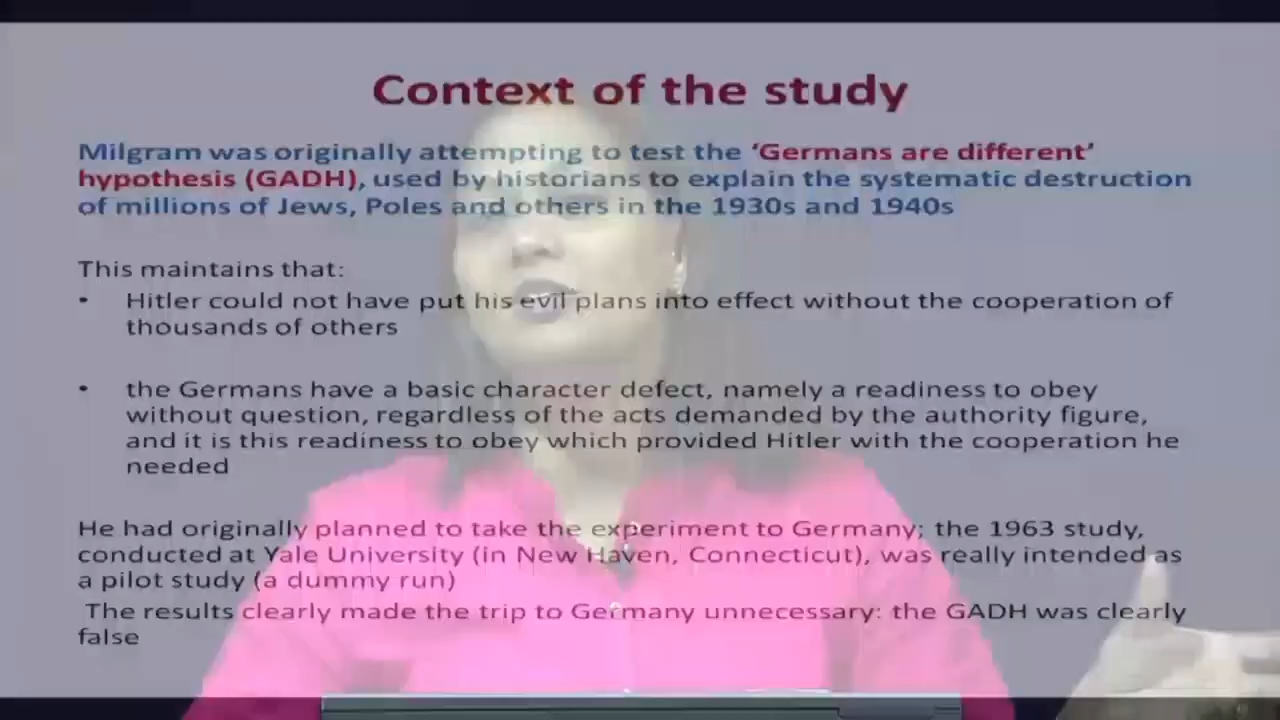 Context of the study
Milgram was originally attempting to test the ‘Germans are different’
hypothesis (GADH), used by historians to explain the systematic destruction
of millions of Jews, Poles and others in the 1930s and 1940s
This maintains that:
• Hitler could not have put his evil plans into effect without the cooperation of
thousands of others
• the Germans have a basic character defect, namely a readiness to obey
without question, regardless of the acts demanded by the authority figure,
and it is this readiness to obey which provided Hitler with the cooperation he
needed
He had originally planned to take the experiment to Germany; the 1963 study,
conducted at Yale University (in New Haven, Connecticut), was really intended as
a pilot study (a dummy run)
The results clearly made the trip to Germany unnecessary: the GADH was clearly
false